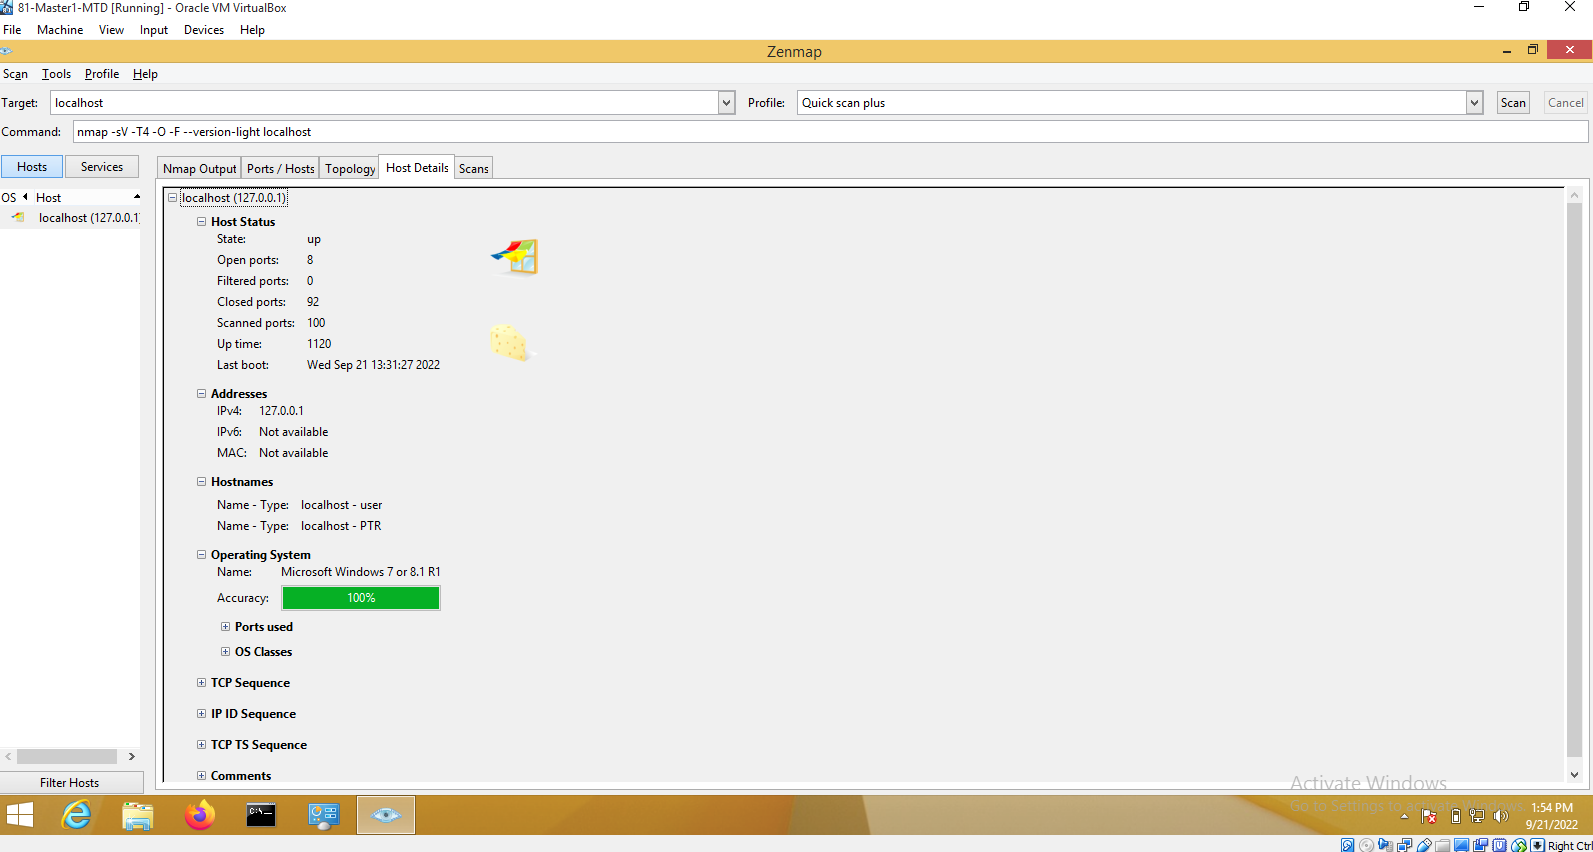 81-Master1-MTD [Running] - Oracle VM VirtualBox
File Machine View Input Devices Help
Zenmap
Scan Tools Profile Help
Target: localhost Profile: Quick scan plus Scan Cancel
Command: nmap -sV -T4 -O -F --version-light localhost
Hosts Services Nmap Output Ports / Hosts Topology Host Details Scans
OS Host
localhost (127.0.0.1)
localhost (127.0.0.1)
Host Status
State: up
Open ports: 8
Filtered ports: 0
Closed ports: 92
Scanned ports: 100
Up time: 1120
Last boot: Wed Sep 21 13:31:27 2022
Addresses
IPv4: 127.0.0.1
IPv6: Not available
MAC: Not available
Hostnames
Name - Type: localhost - user
Name - Type: localhost - PTR
Operating System
Name: Microsoft Windows 7 or 8.1 R1
Accuracy: 100%
Ports used
OS Classes
TCP Sequence
IP ID Sequence
TCP TS Sequence
Comments
Filter Hosts
Activate Windows
Go to Settings to activate Windows.
1:54 PM
9/21/2022
Right Ctrl